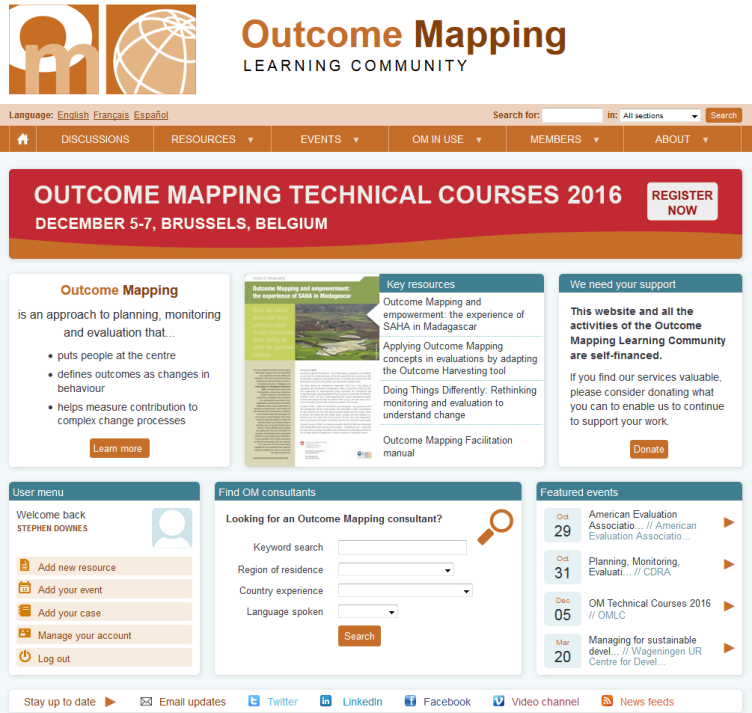 om
Outcome Mapping
LEARNING COMMUNITY
Language: English Français Español
Search for: in: All sections Search
DISCUSSIONS RESOURCES EVENTS OM IN USE MEMBERS ABOUT
OUTCOME MAPPING TECHNICAL COURSES 2016
DECEMBER 5-7, BRUSSELS, BELGIUM
REGISTER
NOW
Outcome Mapping
is an approach to planning, monitoring
and evaluation that...
puts people at the centre
defines outcomes as changes in
behaviour
helps measure contribution to
complex change processes
Learn more
Outcome Mapping and empowerment:
the experience of SAHA in Madagascar
Key resources
Outcome Mapping and
empowerment: the experience of
SAHA in Madagascar
Applying Outcome Mapping
concepts in evaluations by adapting
the Outcome Harvesting tool
Doing Things Differently: Rethinking
monitoring and evaluation to
understand change
Outcome Mapping Facilitation
manual
We need your support
This website and all the
activities of the Outcome
Mapping Learning Community
are self-financed.
If you find our services valuable,
please consider donating what
you can to enable us to continue
to support your work.
Donate
User menu
Welcome back
STEPHEN DOWNES
Add new resource
Add your event
Add your case
Manage your account
Log out
Find OM consultants
Looking for an Outcome Mapping consultant?
Keyword search
Region of residence
Country experience
Language spoken
Search
Featured events
Oct
29
American Evaluation
Associatio... // American
Evaluation Associatio...
Oct
31
Planning, Monitoring,
Evaluati... // CDRA
Dec
05
OM Technical Courses 2016
// OMLC
Mar
20
Managing for sustainable
devel... // Wageningen UR
Centre for Devel...
Stay up to date Email updates Twitter LinkedIn Facebook Video channel News feeds